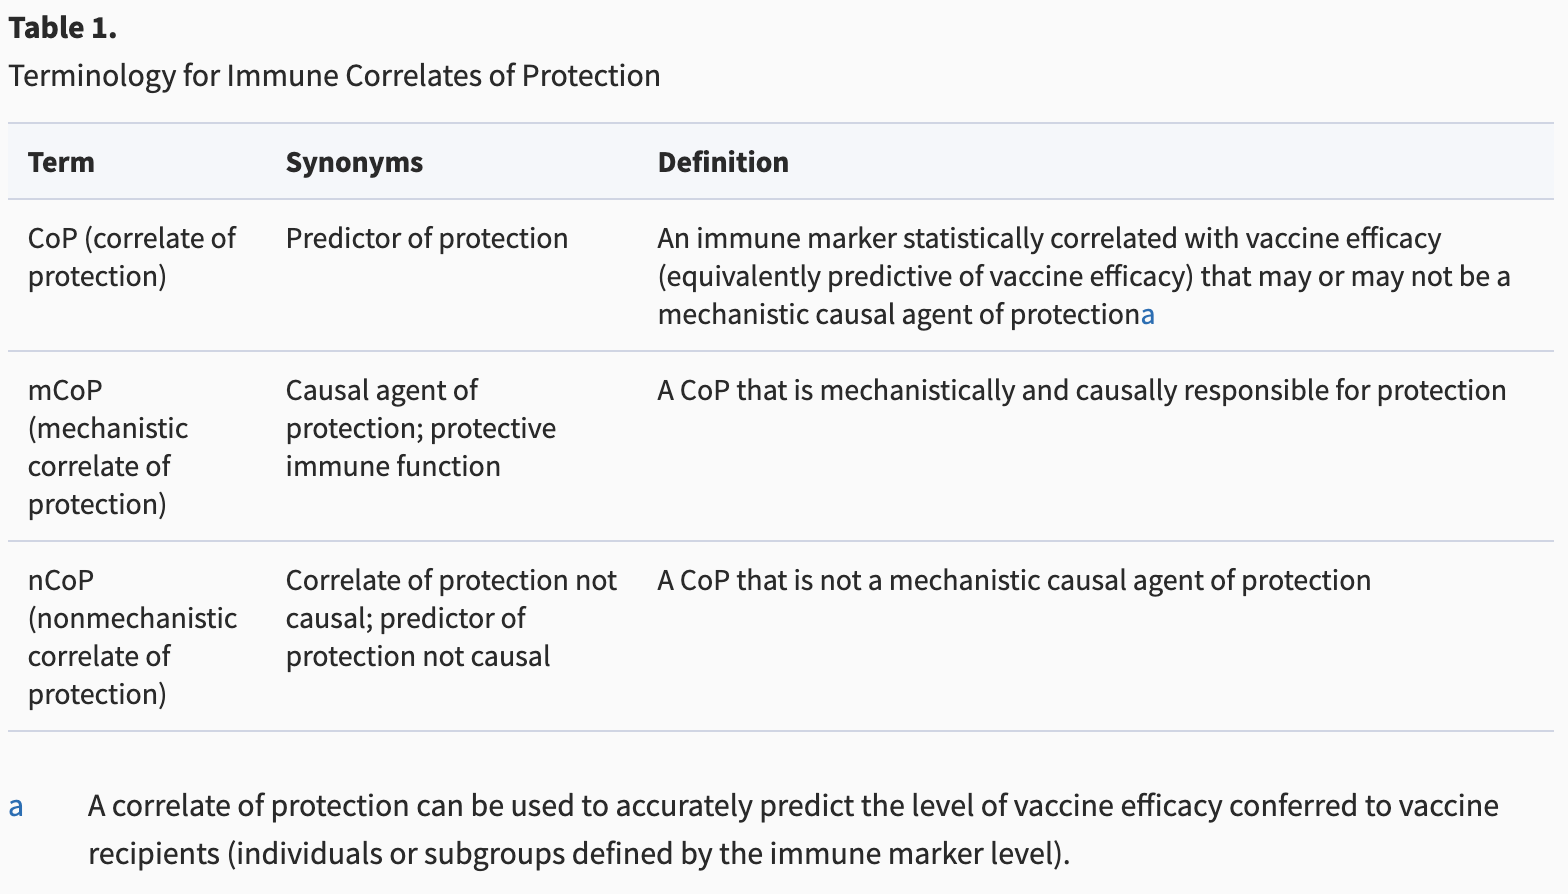 Table 1.
Terminology for Immune Correlates of Protection
Term Synonyms Definition
CoP (correlate of
protection)
Predictor of protection
An immune marker statistically correlated with vaccine efficacy
(equivalently predictive of vaccine efficacy) that may or may not be a
mechanistic causal agent of protectiona
mCoP
(mechanistic
correlate of
protection)
Causal agent of
protection; protective
immune function
A CoP that is mechanistically and causally responsible for protection
nCoP
(nonmechanistic
correlate of
protection)
Correlate of protection not
causal; predictor of
protection not causal
A CoP that is not a mechanistic causal agent of protection
a A correlate of protection can be used to accurately predict the level of vaccine efficacy conferred to vaccine
recipients (individuals or subgroups defined by the immune marker level).